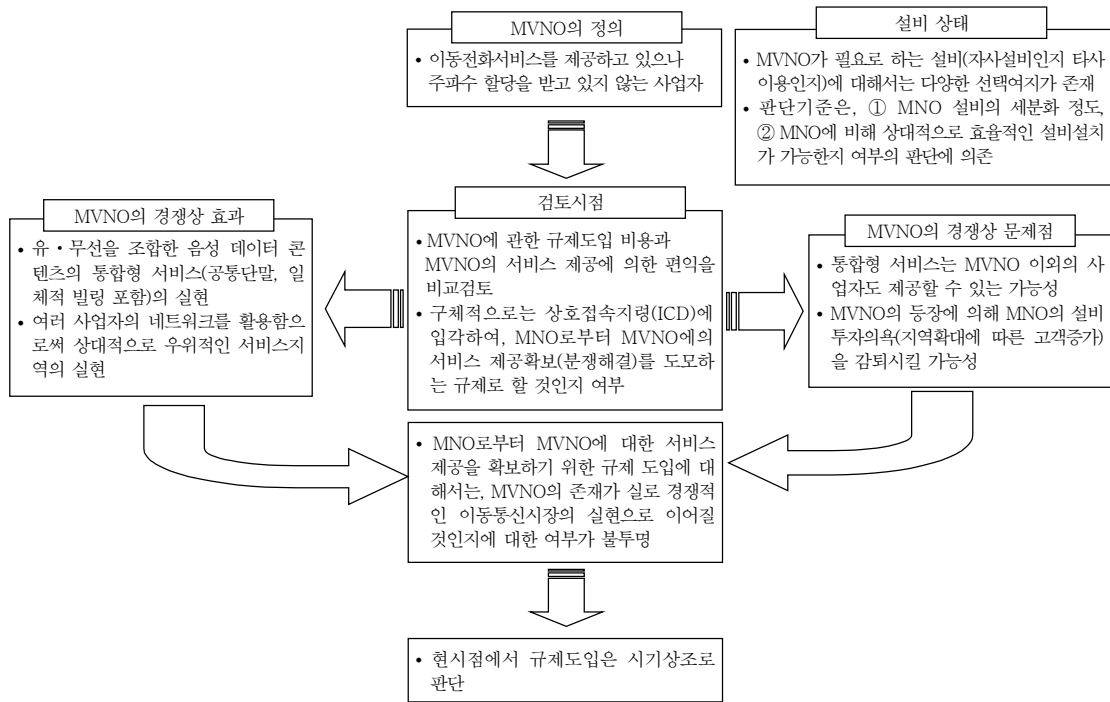 MVNO의 정의
• 이동전화서비스를 제공하고 있으나
주파수 할당을 받고 있지 않는 사업자
설비 상태
• MVNO가 필요로 하는 설비(자사설비인지 타사
이용인지)에 대해서는 다양한 선택여지가 존재
• 판단기준은, ① MNO 설비의 세분화 정도,
② MNO에 비해 상대적으로 효율적인 설비설치
가 가능한지 여부의 판단에 의존
MVNO의 경쟁상 효과
• 유・무선을 조합한 음성 데이터 콘
텐츠의 통합형 서비스(공통단말, 일
체적 빌링 포함)의 실현
• 여러 사업자의 네트워크를 활용함으
로써 상대적으로 우위적인 서비스지
역의 실현
검토시점
• MVNO에 관한 규제도입 비용과
MVNO의 서비스 제공에 의한 편익을
비교검토
• 구체적으로는 상호접속지령(ICD)에
입각하여, MNO로부터 MVNO에의
서비스 제공확보(분쟁해결)를 도모하
는 규제로 할 것인지 여부
MVNO의 경쟁상 문제점
• 통합형 서비스는 MVNO 이외의 사
업자도 제공할 수 있는 가능성
• MVNO의 등장에 의해 MNO의 설비
투자의욕(지역확대에 따른 고객증가)
을 감퇴시킬 가능성
• MNO로부터 MVNO에 대한 서비스
제공을 확보하기 위한 규제 도입에 대
해서는, MVNO의 존재가 실로 경쟁적
인 이동통신시장의 실현으로 이어질
것인지에 대한 여부가 불투명
• 현시점에서 규제도입은 시기상조로
판단